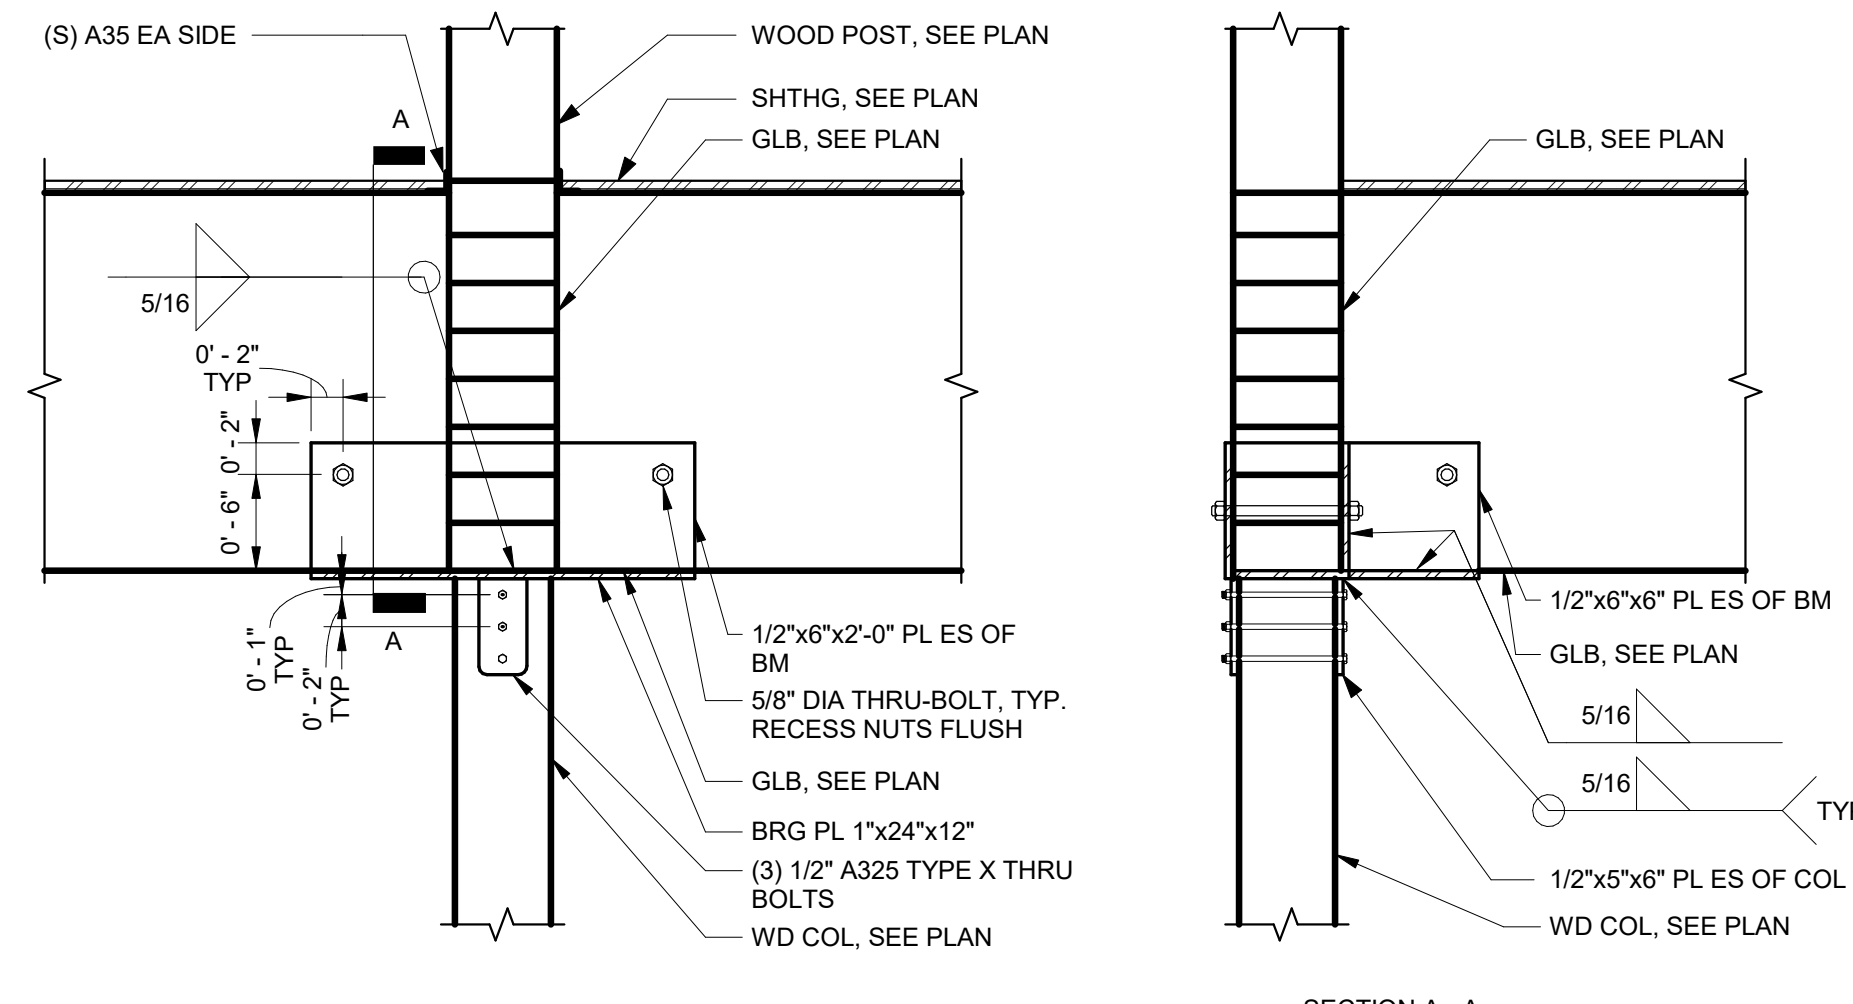 (S) A35 EA SIDE
WOOD POST, SEE PLAN
SHTHG, SEE PLAN
GLB, SEE PLAN
A
5/16
0' - 2"
TYP
0' - 2"
0' - 6"
0' - 1"
TYP
0' - 2"
TYP
A
1/2"x6"x2'-0" PL ES OF
BM
5/8" DIA THRU-BOLT, TYP.
RECESS NUTS FLUSH
GLB, SEE PLAN
BRG PL 1"x24"x12"
(3) 1/2" A325 TYPE X THRU
BOLTS
WD COL, SEE PLAN
GLB, SEE PLAN
1/2"x6"x6" PL ES OF BM
GLB, SEE PLAN
5/16
5/16
1/2"x5"x6" PL ES OF COL
WD COL, SEE PLAN